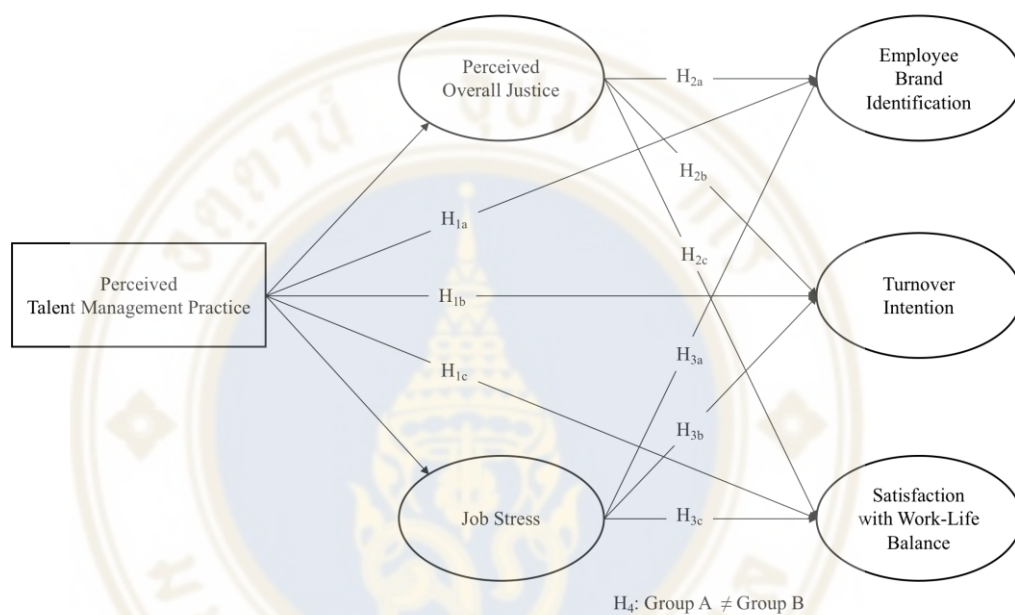 Perceived
Overall Justice
Employee
Brand
Identification
H2a
H2b
H1a
H2c
Perceived
Talent Management Practice
H1b
Turnover
Intention
H3a
H1c
H3b
Job Stress
H3c
Satisfaction
with Work-Life
Balance
H4: Group A ≠ Group B